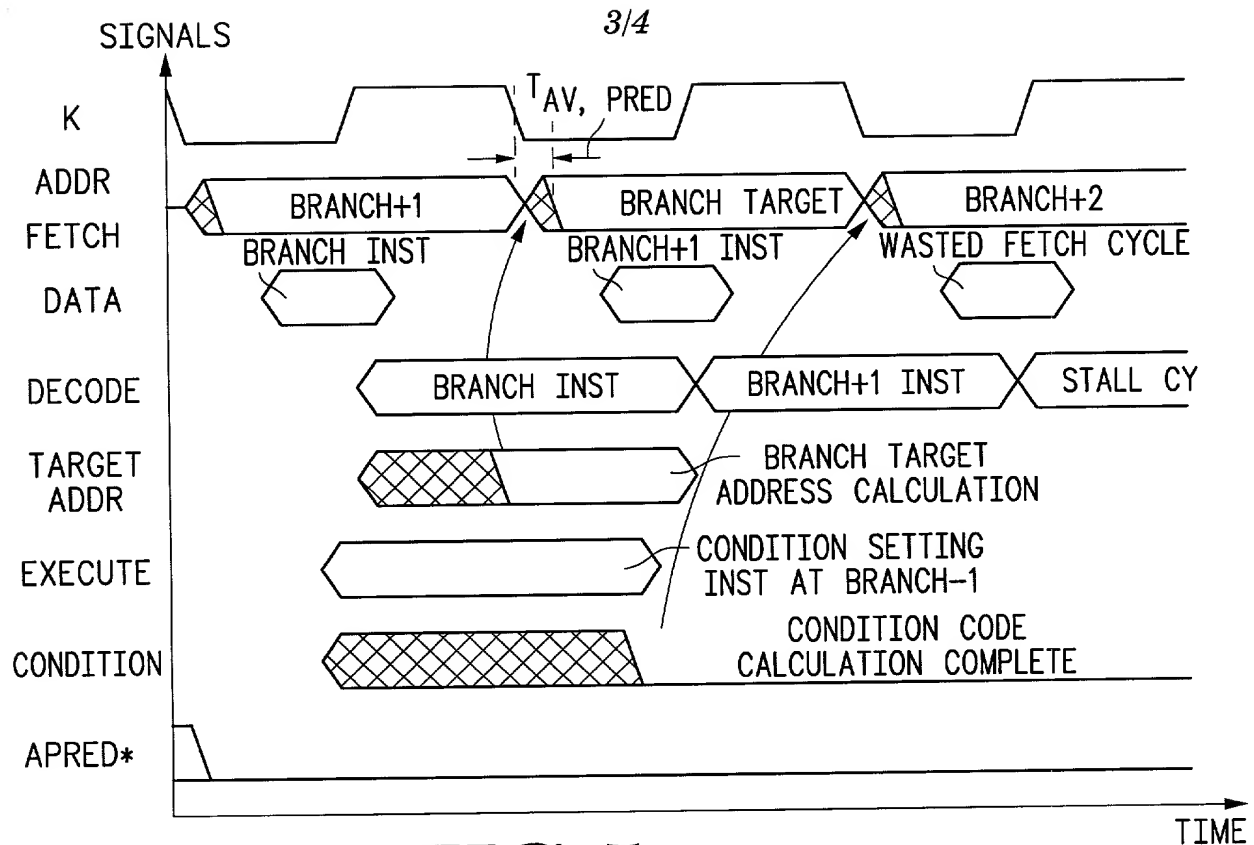 3/4
SIGNALS
K
T AV, PRED
ADDR
FETCH
BRANCH+1
BRANCH TARGET
BRANCH+2
BRANCH INST
BRANCH+1 INST
WASTED FETCH CYCLE
DATA
DECODE
BRANCH INST
BRANCH+1 INST
STALL CY
TARGET
ADDR
BRANCH TARGET
ADDRESS CALCULATION
EXECUTE
CONDITION SETTING
INST AT BRANCH-1
CONDITION
CONDITION CODE
CALCULATION COMPLETE
APRED*
TIME